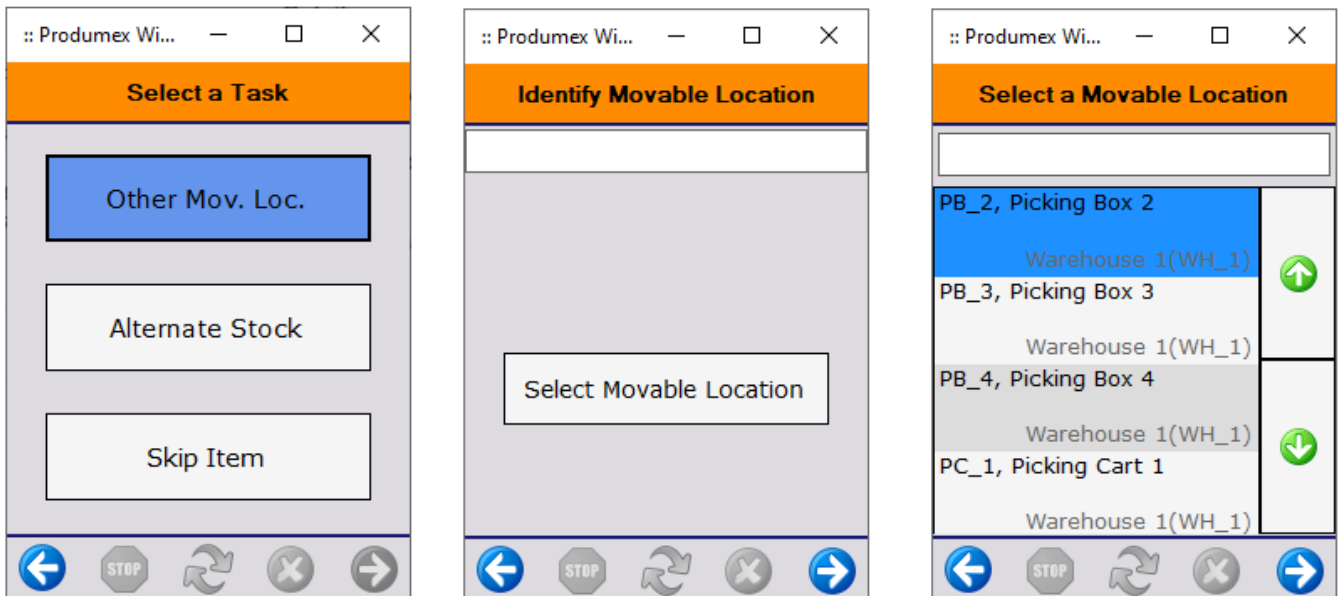 :: Produmex Wi...
Select a Task
Other Mov. Loc.
Alternate Stock
Skip Item
STOP
:: Produmex Wi...
Identify Movable Location
Select Movable Location
STOP
:: Produmex Wi...
Select a Movable Location
PB_2, Picking Box 2
Warehouse 1(WH_1)
PB_3, Picking Box 3
Warehouse 1(WH_1)
PB_4, Picking Box 4
Warehouse 1(WH_1)
PC_1, Picking Cart 1
Warehouse 1(WH_1)
STOP